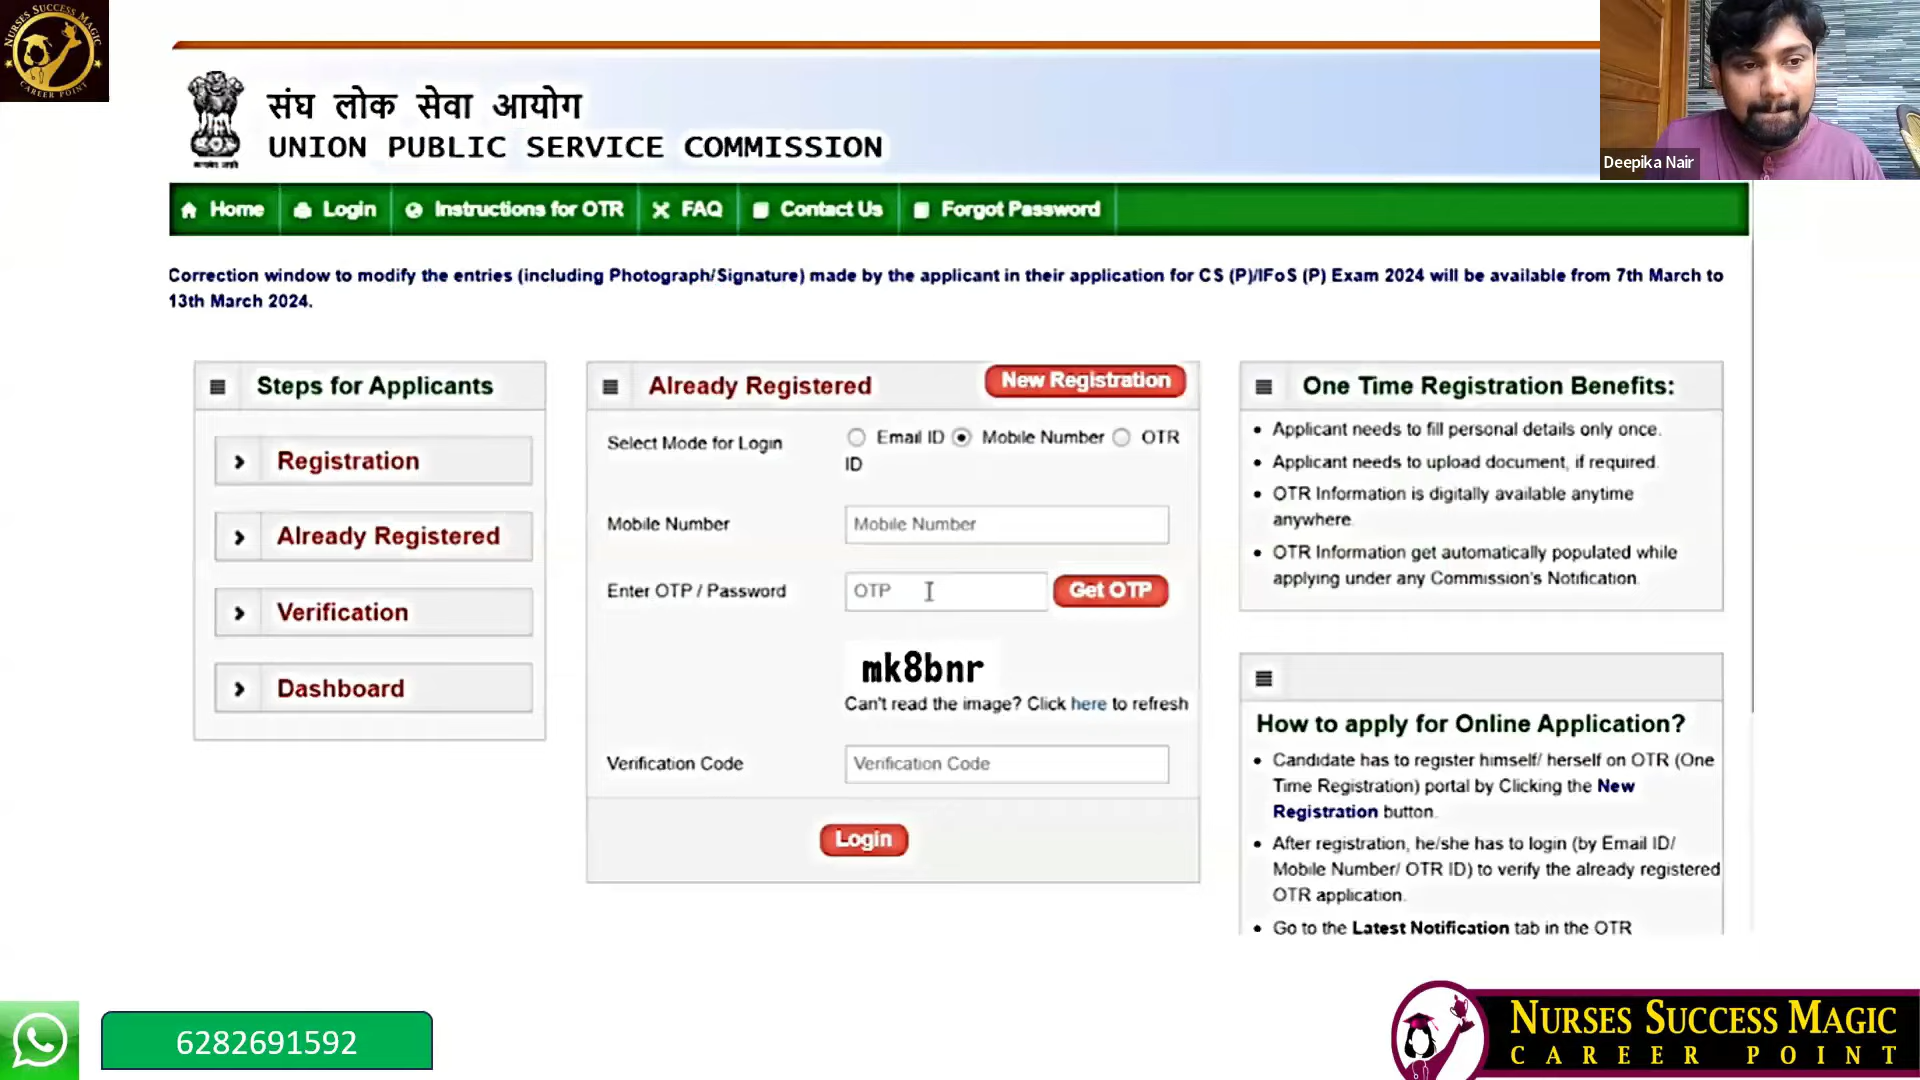 NURSES SUCCESS MAGIC
CAREER POINT
संघ लोक सेवा आयोग
UNION PUBLIC SERVICE COMMISSION
Deepika Nair
Home
Login
Instructions for OTR
FAQ
Contact Us
Forgot Password
Correction window to modify the entries (including Photograph/Signature) made by the applicant in their application for CS (P)/IFoS (P) Exam 2024 will be available from 7th March to
13th March 2024.
Steps for Applicants
Registration
Already Registered
Verification
Dashboard
Already Registered
New Registration
Select Mode for Login
Email ID
Mobile Number
OTR
ID
Mobile Number
Mobile Number
Enter OTP / Password
OTP
Get OTP
mk8bnr
Can't read the image? Click here to refresh
Verification Code
Verification Code
Login
One Time Registration Benefits:
Applicant needs to fill personal details only once.
Applicant needs to upload document, if required.
OTR Information is digitally available anytime
anywhere.
OTR Information get automatically populated while
applying under any Commission's Notification.
How to apply for Online Application?
Candidate has to register himself/ herself on OTR (One
Time Registration) portal by Clicking the New
Registration button.
After registration, he/she has to login (by Email ID/
Mobile Number/ OTR ID) to verify the already registered
OTR application.
Go to the Latest Notification tab in the OTR
6282691592
NURSES SUCCESS MAGIC
CAREER POINT